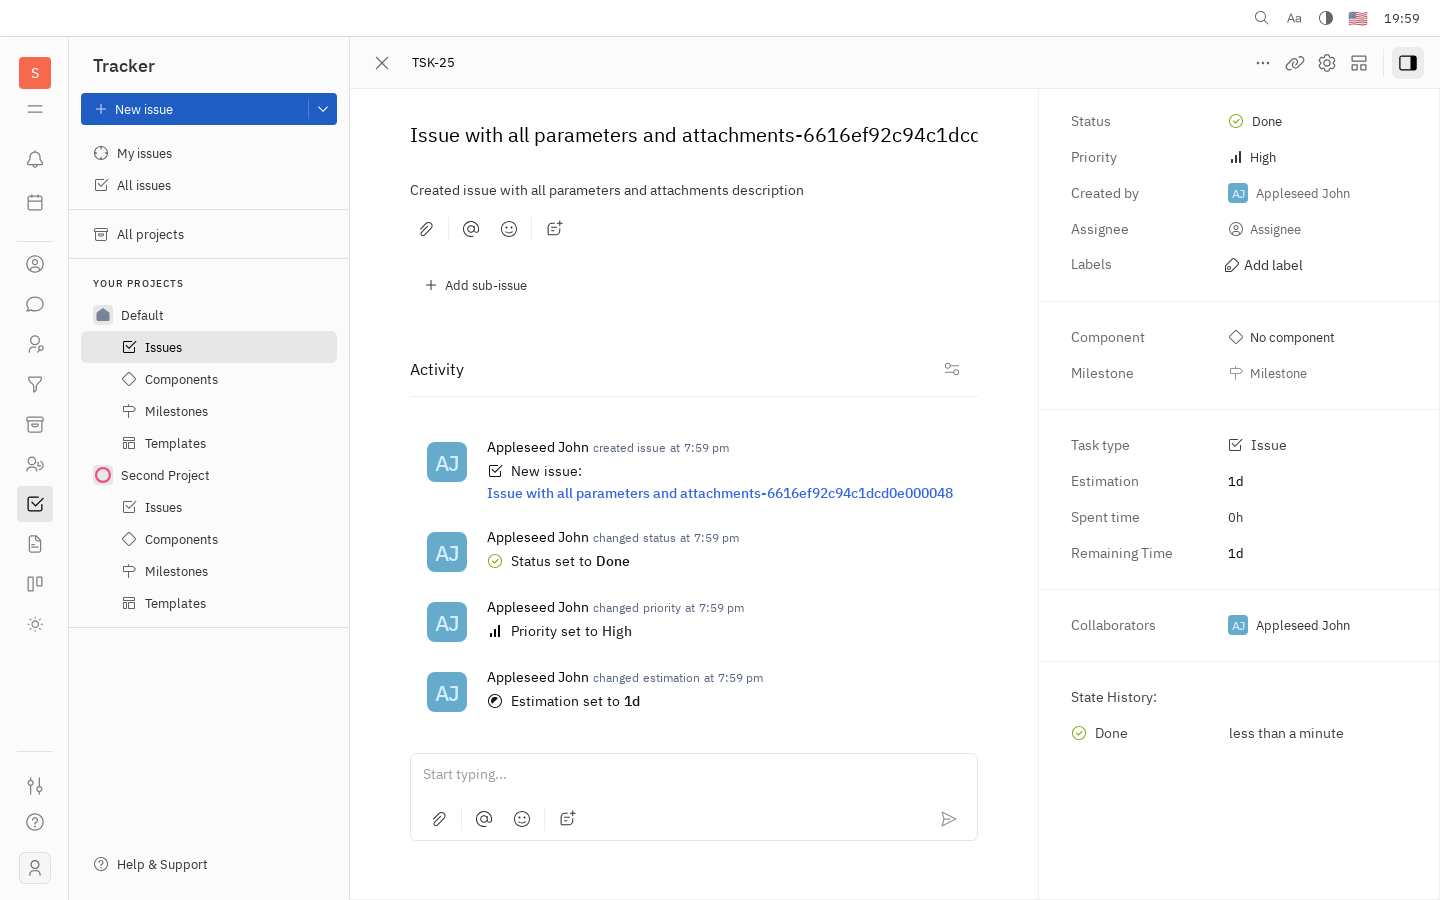 Aa
19:59
S
Tracker
New issue
My issues
All issues
All projects
YOUR PROJECTS
Default
Issues
Components
Milestones
Templates
Second Project
Issues
Components
Milestones
Templates
Help & Support
TSK-25
Issue with all parameters and attachments-6616ef92c94c1dcd
Created issue with all parameters and attachments description
Add sub-issue
Activity
AJ
Appleseed John created issue at 7:59 pm
New issue:
Issue with all parameters and attachments-6616ef92c94c1dcd0e000048
AJ
Appleseed John changed status at 7:59 pm
Status set to Done
AJ
Appleseed John changed priority at 7:59 pm
Priority set to High
AJ
Appleseed John changed estimation at 7:59 pm
Estimation set to 1d
Start typing...
Status Done
Priority High
Created by AJ Appleseed John
Assignee Assignee
Labels Add label
Component No component
Milestone Milestone
Task type Issue
Estimation 1d
Spent time 0h
Remaining Time 1d
Collaborators AJ Appleseed John
State History:
Done less than a minute